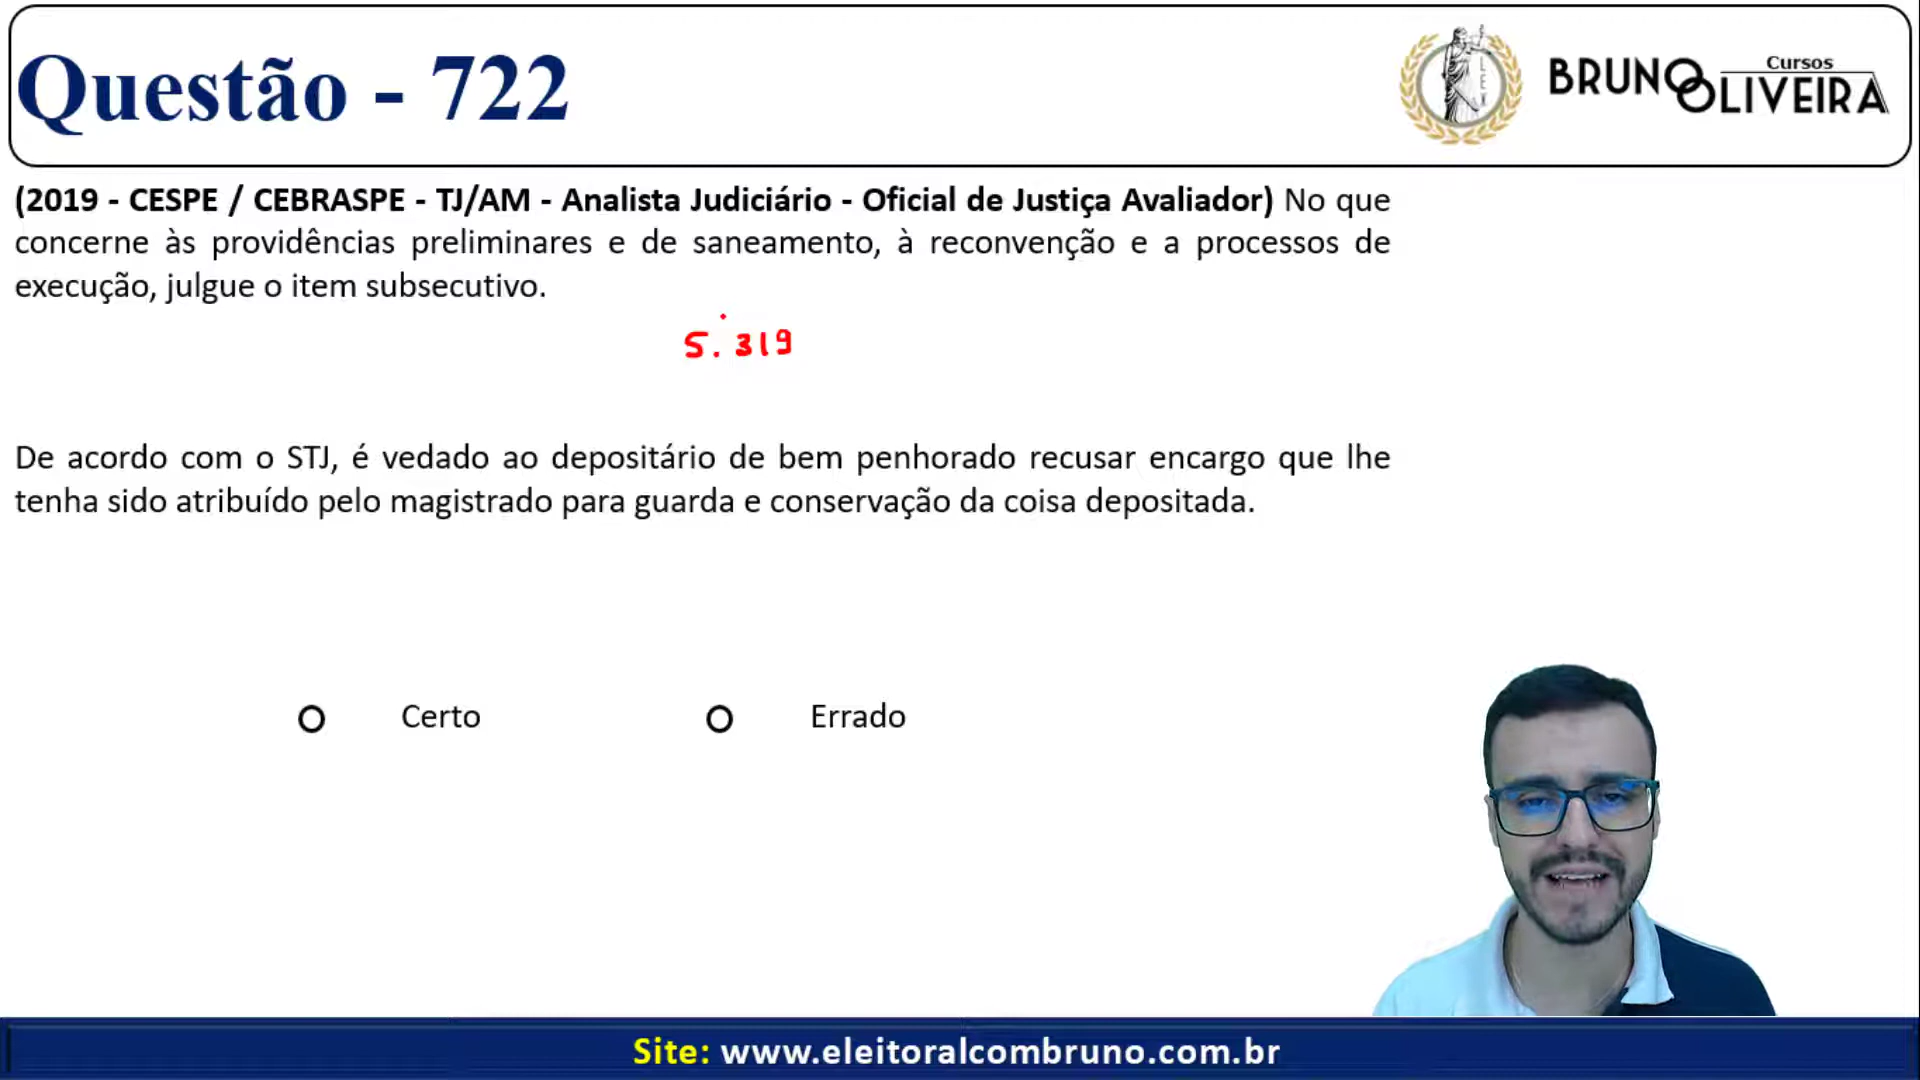 Questão - 722
LEX
Cursos
BRUNO OLIVEIRA
(2019 - CESPE / CEBRASPE - TJ/AM - Analista Judiciário - Oficial de Justiça Avaliador) No que
concerne às providências preliminares e de saneamento, à reconvenção e a processos de
execução, julgue o item subsecutivo.
S. 319
De acordo com o STJ, é vedado ao depositário de bem penhorado recusar encargo que lhe
tenha sido atribuído pelo magistrado para guarda e conservação da coisa depositada.
Certo
Errado
Site: www.eleitoralcombruno.com.br